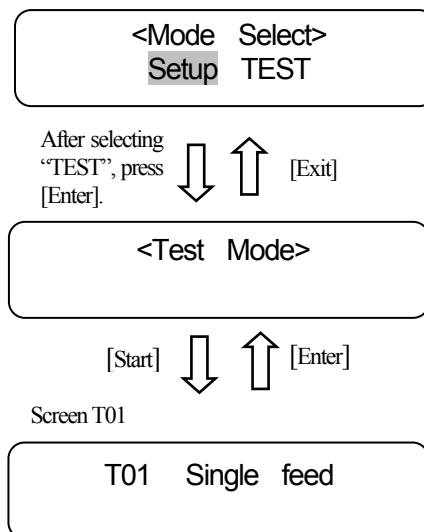 <Mode Select>
Setup TEST
After selecting
“TEST”, press
[Enter].
[Exit]
<Test Mode>
[Start]
[Enter]
Screen T01
T01 Single feed